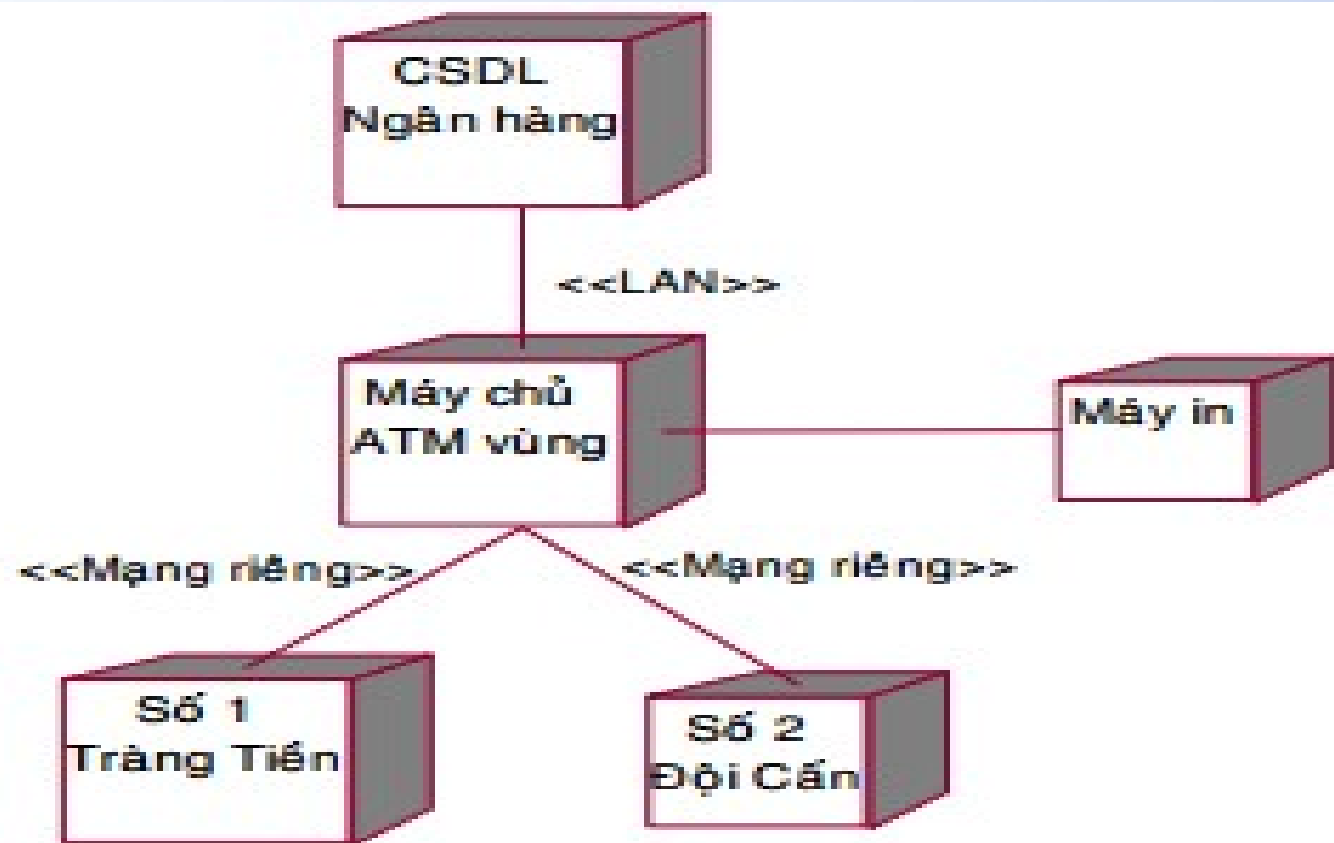 CSDL
Ngân hàng
<<LAN>>
Máy chủ
ATM vùng
Máy in
<<Mạng riêng>>
<<Mạng riêng>>
Số 1
Tràng Tiền
Số 2
Đội Cấn